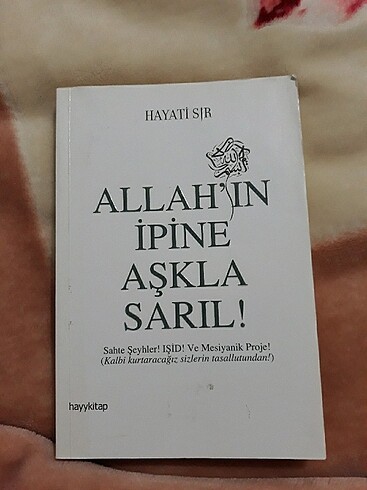 HAYATİ SIR
ALLAH'IN
İPİNE
AŞKLA
SARIL!
Sahte Şeyhler! IŞİD! Ve Mesiyanik Proje!
(Kalbi kurtaracağız sizlerin tasallutundan!)
hayykitap